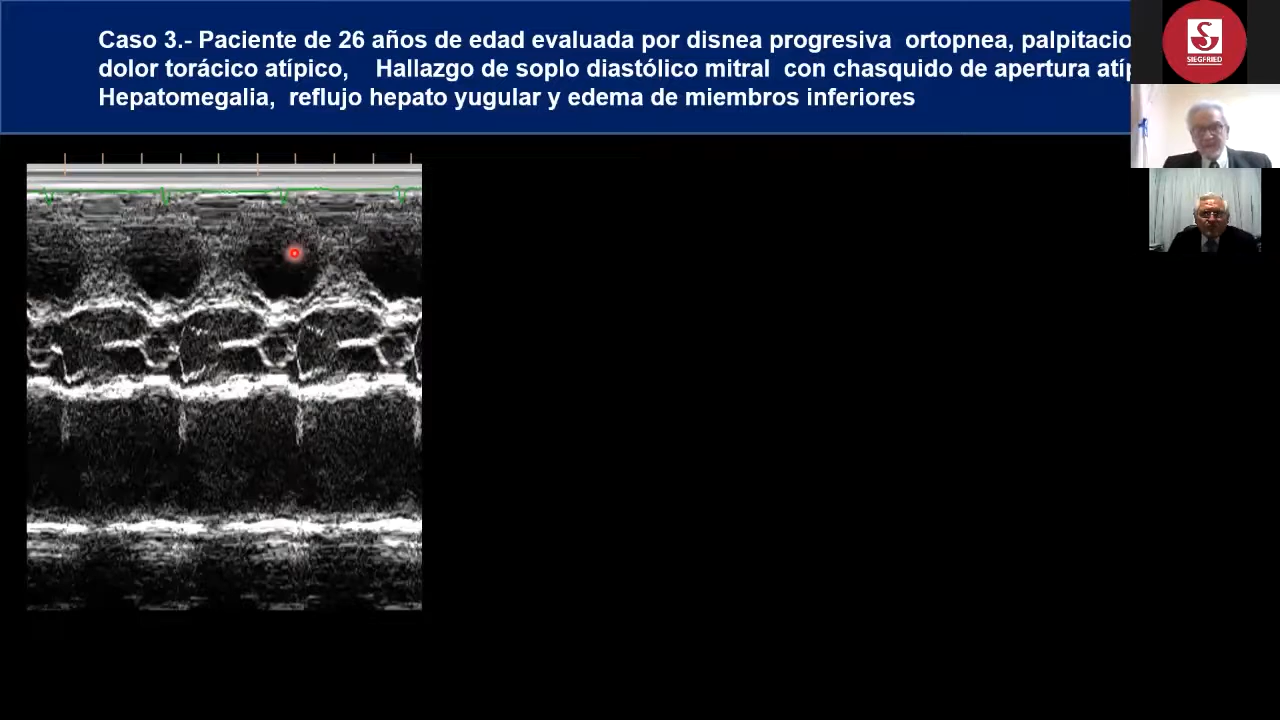 Caso 3.- Paciente de 26 años de edad evaluada por disnea progresiva ortopnea, palpitacio
dolor torácico atípico, Hallazgo de soplo diastólico mitral con chasquido de apertura atíp
Hepatomegalia, reflujo hepato yugular y edema de miembros inferiores
SIEGFRIED